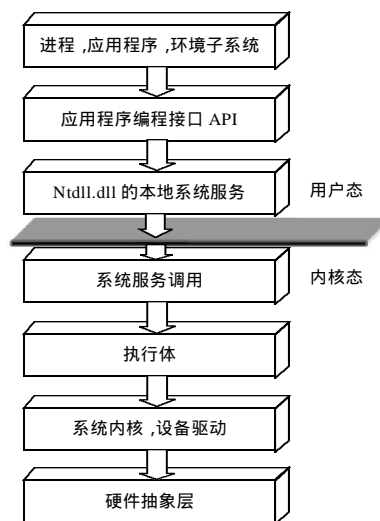 进程 ,应用程序 ,环境子系统
应用程序编程接口 API
Ntdll.dll 的本地系统服务
用户态
系统服务调用
内核态
执行体
系统内核 ,设备驱动
硬件抽象层